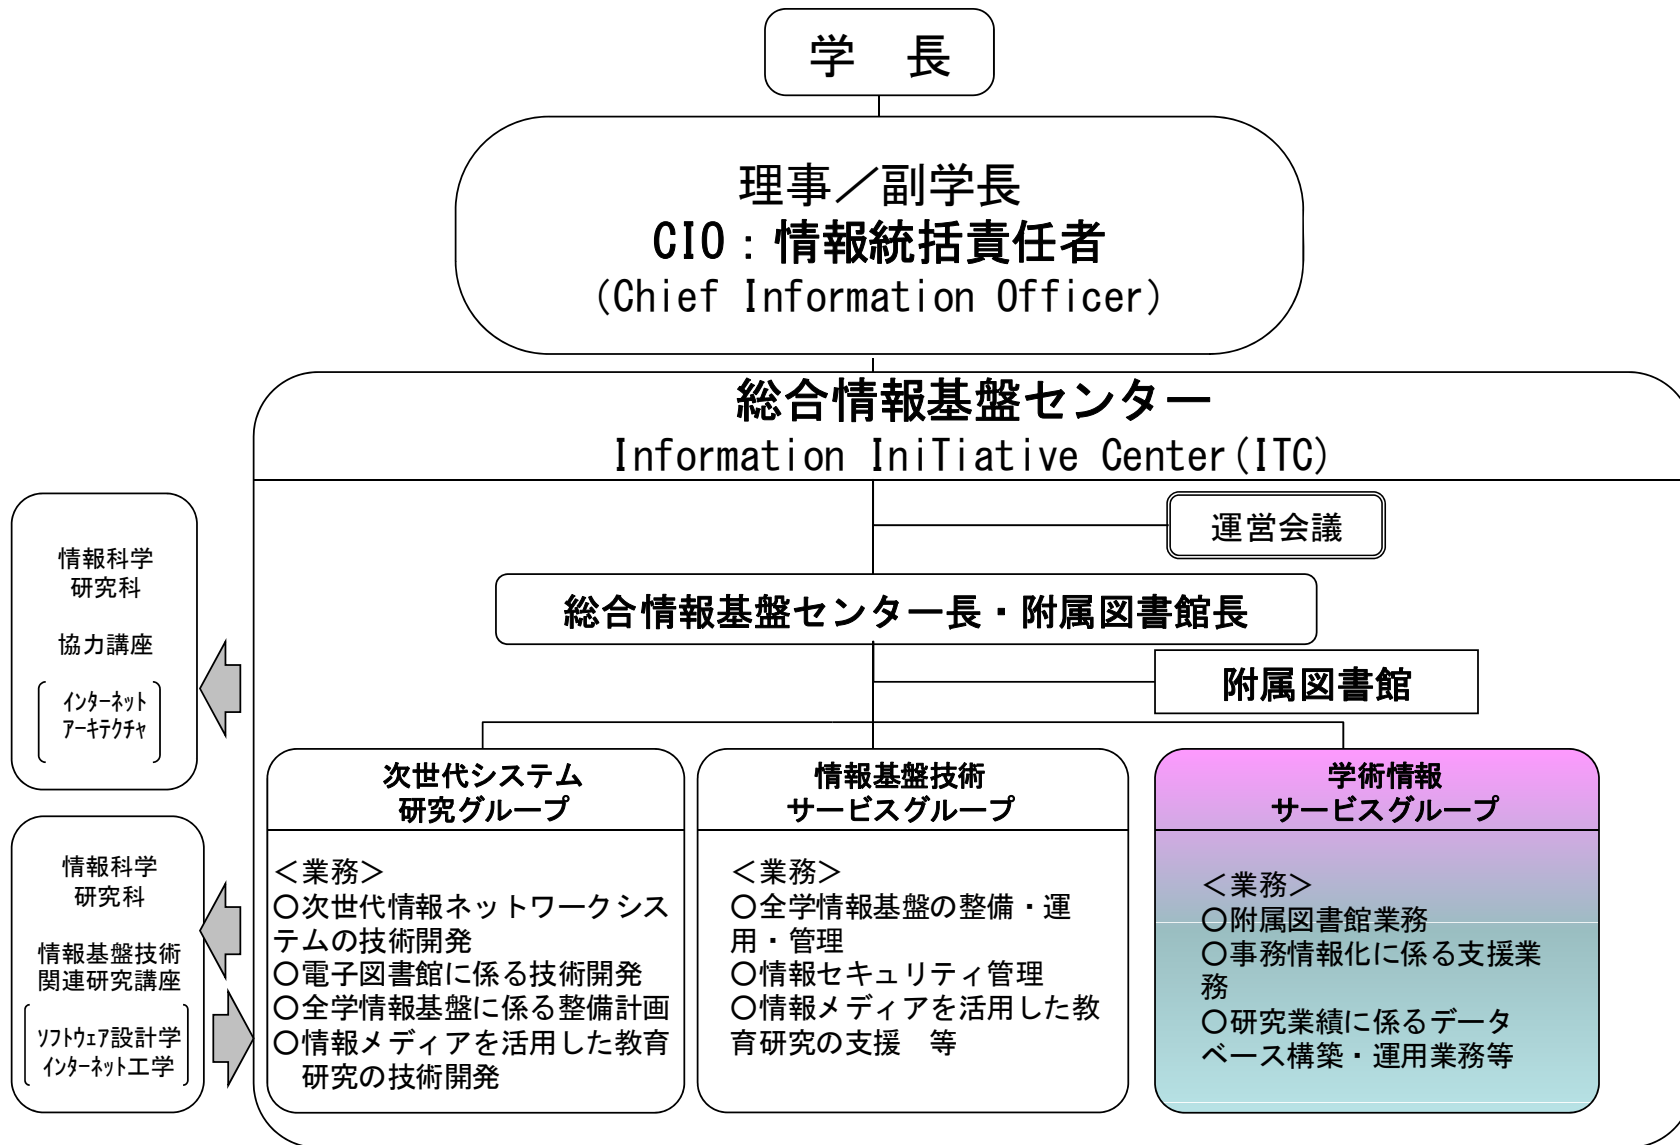 学　長
理事／副学長
CIO：情報統括責任者
(Chief Information Officer)
総合情報基盤センター
Information IniTiative Center(ITC)
運営会議
総合情報基盤センター長・附属図書館長
附属図書館
情報科学
研究科
協力講座
ｲﾝﾀｰﾈｯﾄ
ｱｰｷﾃｸﾁｬ
情報科学
研究科
情報基盤技術
関連研究講座
ｿﾌﾄｳｪｱ設計学
ｲﾝﾀｰﾈｯﾄ工学
次世代システム
研究グループ
＜業務＞
○次世代情報ネットワークシス
テムの技術開発
○電子図書館に係る技術開発
○全学情報基盤に係る整備計画
○情報メディアを活用した教育
研究の技術開発
情報基盤技術
サービスグループ
＜業務＞
○全学情報基盤の整備・運
用・管理
○情報セキュリティ管理
○情報メディアを活用した教
育研究の支援　等
学術情報
サービスグループ
＜業務＞
○附属図書館業務
○事務情報化に係る支援業
務
○研究業績に係るデータ
ベース構築・運用業務等